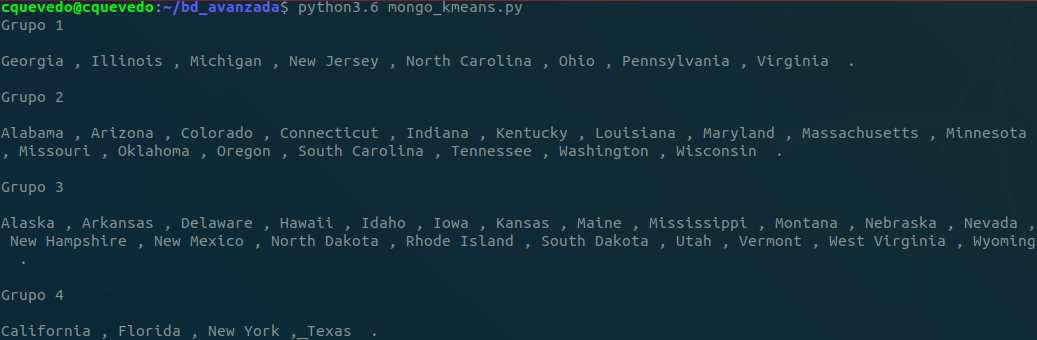 cquevedo@cquevedo:~/bd_avanzada$ python3.6 mongo_kmeans.py
Grupo 1
Georgia , Illinois , Michigan , New Jersey , North Carolina , Ohio , Pennsylvania , Virginia  .
Grupo 2
Alabama , Arizona , Colorado , Connecticut , Indiana , Kentucky , Louisiana , Maryland , Massachusetts , Minnesota
, Missouri , Oklahoma , Oregon , South Carolina , Tennessee , Washington , Wisconsin  .
Grupo 3
Alaska , Arkansas , Delaware , Hawaii , Idaho , Iowa , Kansas , Maine , Mississippi , Montana , Nebraska , Nevada ,
New Hampshire , New Mexico , North Dakota , Rhode Island , South Dakota , Utah , Vermont , West Virginia , Wyoming
.
Grupo 4
California , Florida , New York , Texas  .